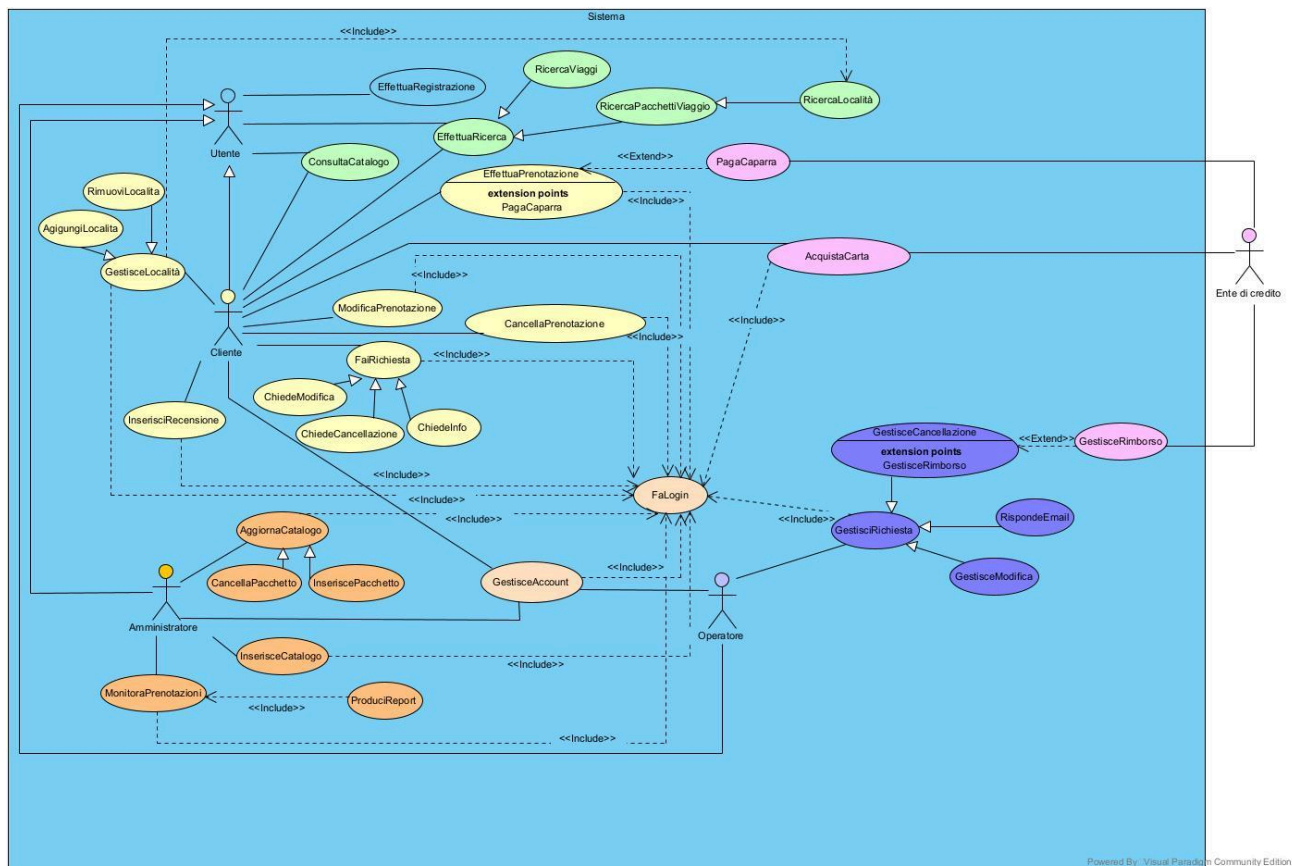 Sistema
<<Include>>
RicercaViaggi
EffettuaRegistrazione
RicercaPacchettiViaggio
RicercaLocalità
EffettuaRicerca
Utente
ConsultaCatalogo
<<Extend>>
PagaCaparra
EffettuaPrenotazione
extension points
PagaCaparra
<<Include>>
RimuoviLocalita
AgigungiLocalita
GestisceLocalità
AcquistaCarta
<<Include>>
Ente di credito
ModificaPrenotazione
CancellaPrenotazione
<<Include>>
<<Include>>
Cliente
FaiRichiesta
<<Include>>
ChiedeModifica
ChiedeCancellazione
ChiedeInfo
InserisciRecensione
GestisceCancellazione
extension points
GestisceRimborso
<<Extend>>
GestisceRimborso
<<Include>>
FaLogin
<<Include>>
<<Include>>
GestisciRichiesta
RispondeEmail
<<Include>>
AggiornaCatalogo
CancellaPacchetto
InseriscePacchetto
GestisceAccount
<<Include>>
GestisceModifica
Amministratore
Operatore
InserisceCatalogo
<<Include>>
MonitoraPrenotazioni
<<Include>>
ProduciReport
<<Include>>
Powered By: Visual Paradigm Community Edition